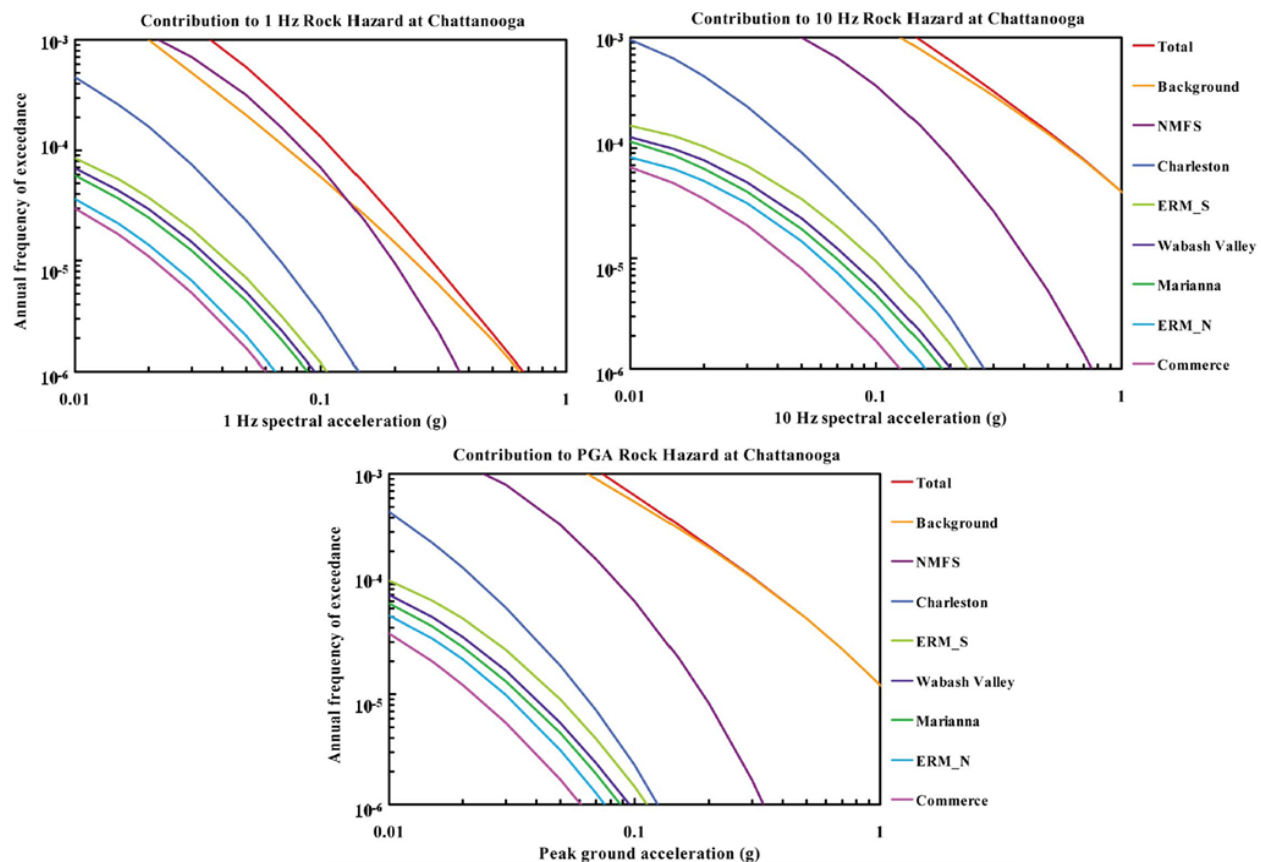 Contribution to 1 Hz Rock Hazard at Chattanooga
Annual frequency of exceedance
10-3
10-4
10-5
10-6
0.01
0.1
1
1 Hz spectral acceleration (g)
Contribution to 10 Hz Rock Hazard at Chattanooga
10-3
10-4
10-5
10-6
0.01
0.1
1
10 Hz spectral acceleration (g)
Total
Background
NMFS
Charleston
ERM_S
Wabash Valley
Marianna
ERM_N
Commerce
Contribution to PGA Rock Hazard at Chattanooga
Annual frequency of exceedance
10-3
10-4
10-5
10-6
0.01
0.1
1
Peak ground acceleration (g)
Total
Background
NMFS
Charleston
ERM_S
Wabash Valley
Marianna
ERM_N
Commerce